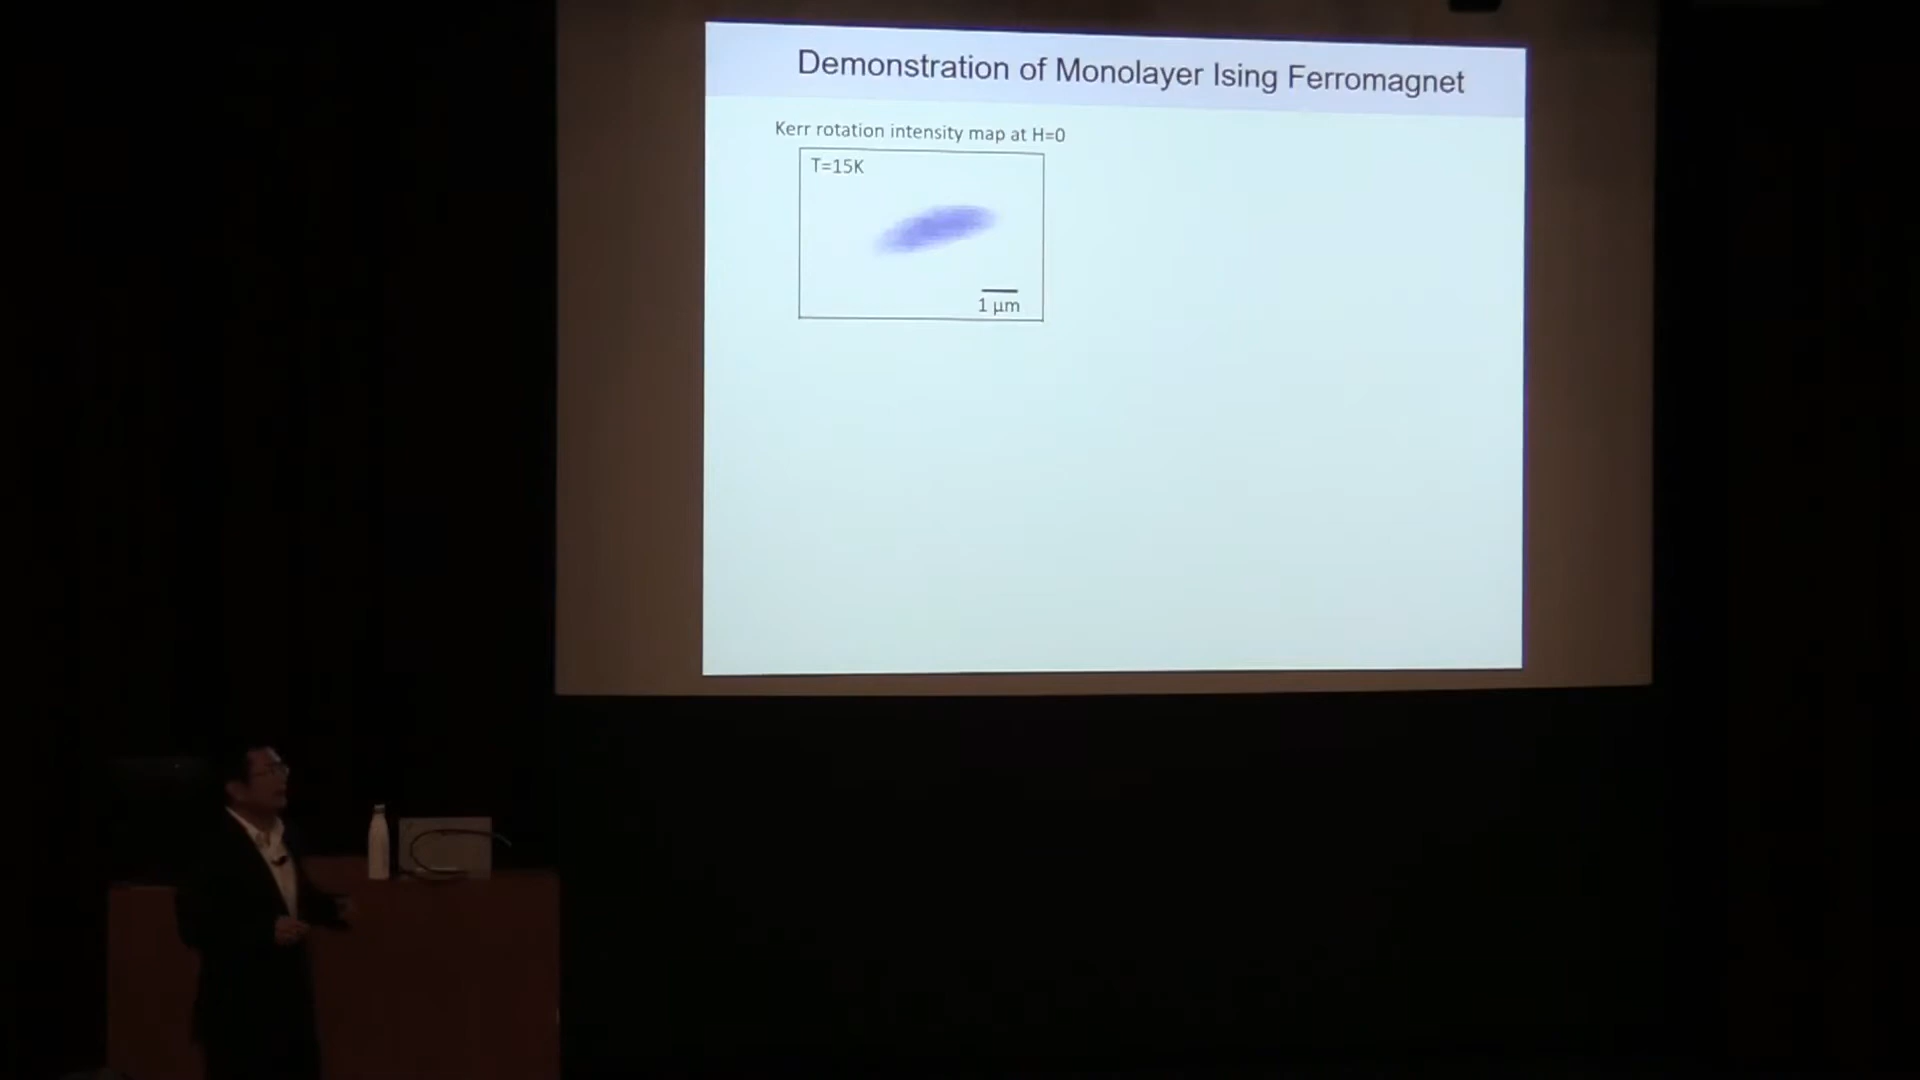 Demonstration of Monolayer Ising Ferromagnet
Kerr rotation intensity map at H=0
T=15K
1 μm